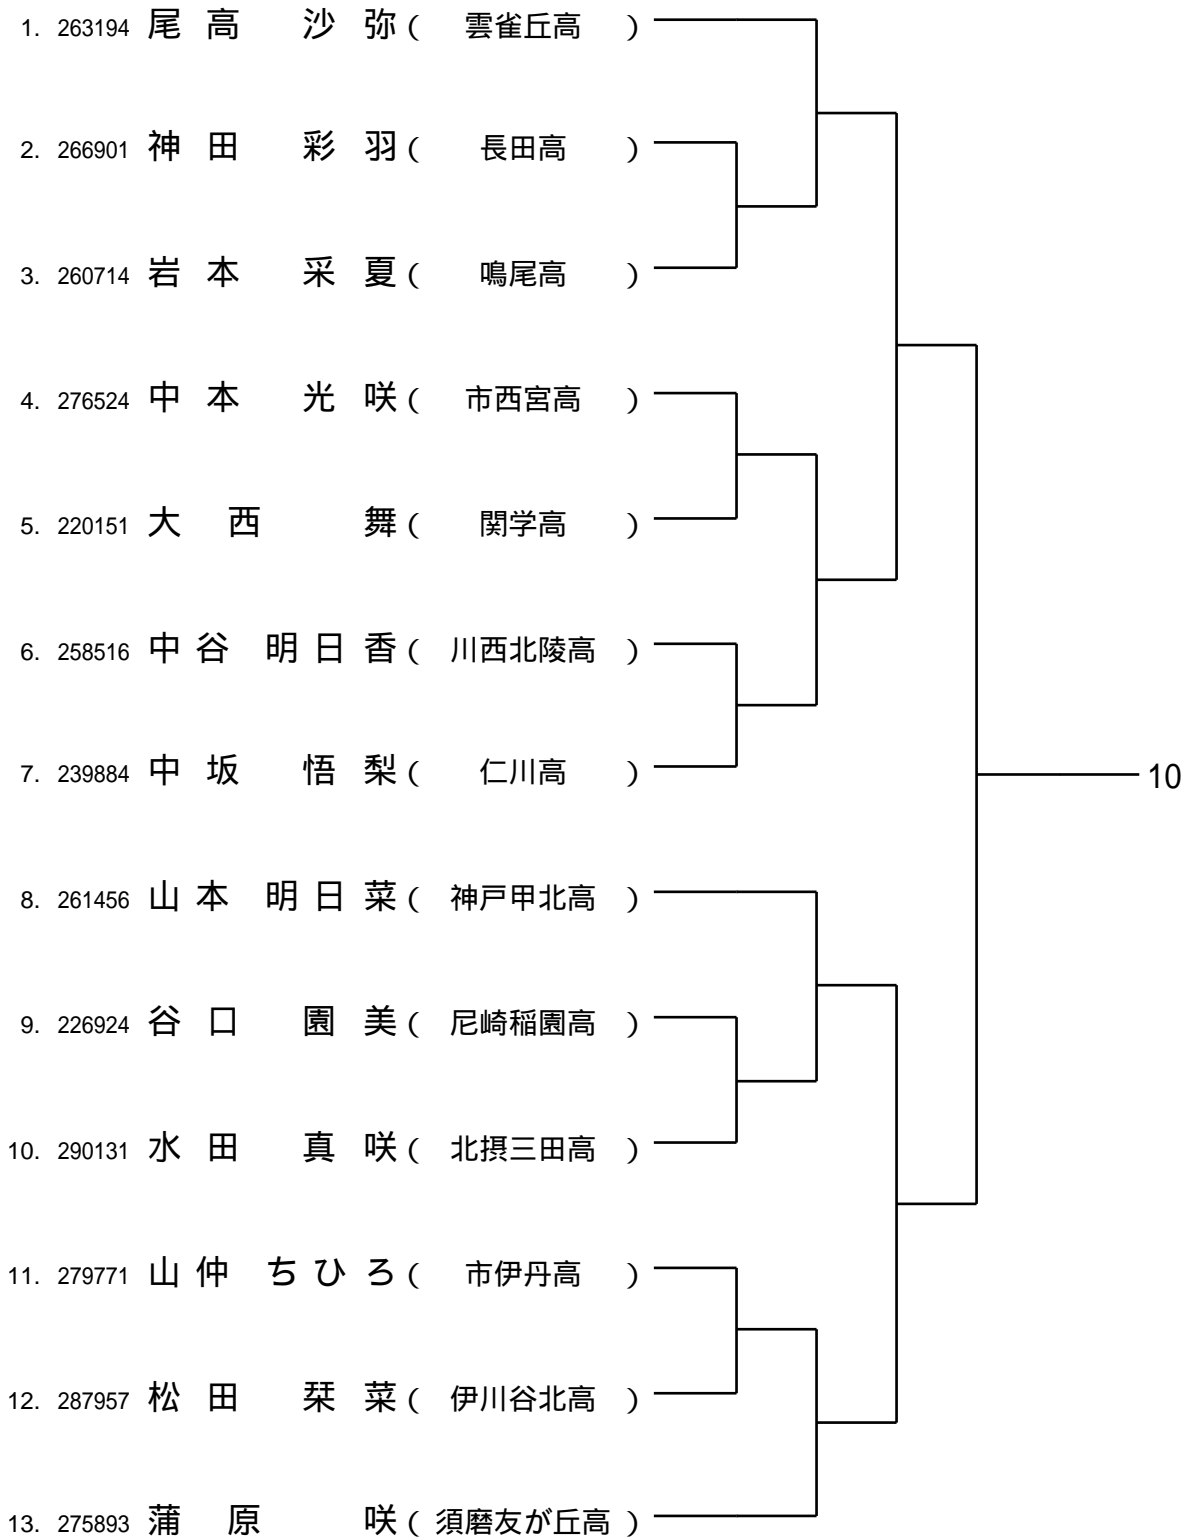 1. 263194 尾高 沙弥 ( 雲雀丘高 )
2. 266901 神田 彩羽 ( 長田高 )
3. 260714 岩本 采夏 ( 鳴尾高 )
4. 276524 中本 光咲 ( 市西宮高 )
5. 220151 大西 舞 ( 関学高 )
6. 258516 中谷 明日香 ( 川西北陵高 )
7. 239884 中坂 悟梨 ( 仁川高 )
10
8. 261456 山本 明日菜 ( 神戸甲北高 )
9. 226924 谷口 園美 ( 尼崎稲園高 )
10. 290131 水田 真咲 ( 北摂三田高 )
11. 279771 山仲 ちひろ ( 市伊丹高 )
12. 287957 松田 栞菜 ( 伊川谷北高 )
13. 275893 蒲原 咲 ( 須磨友が丘高 )